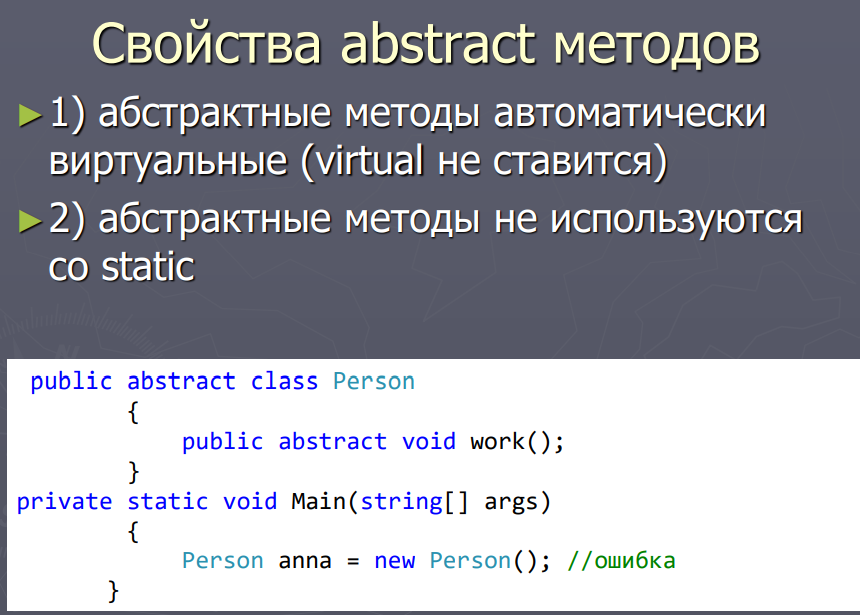 Свойства abstract методов
►1) абстрактные методы автоматически
виртуальные (virtual не ставится)
►2) абстрактные методы не используются
со static
public abstract class Person
{
public abstract void work();
}
private static void Main(string[] args)
{
Person anna = new Person(); //ошибка
}